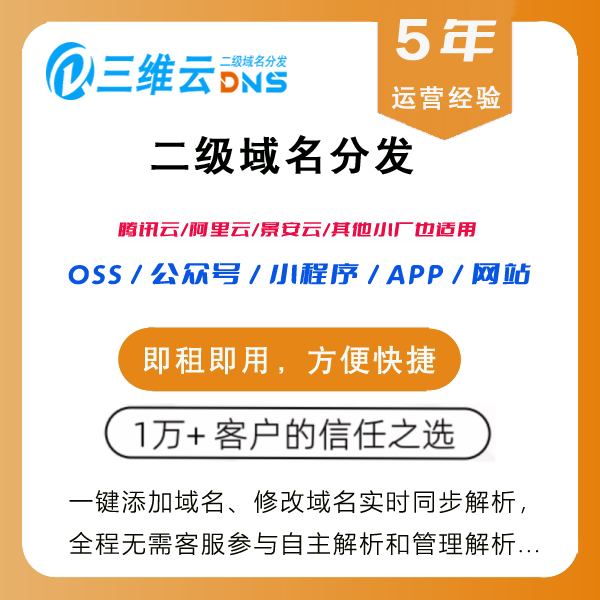 三维云
二级域名分发
DNS
5年
运营经验
二级域名分发
腾讯云/阿里云/景安云/其他小厂也适用
OSS / 公众号 / 小程序 / APP / 网站
即租即用，方便快捷
1万+ 客户的信任之选
一键添加域名、修改域名实时同步解析，
全程无需客服参与自主解析和管理解析...